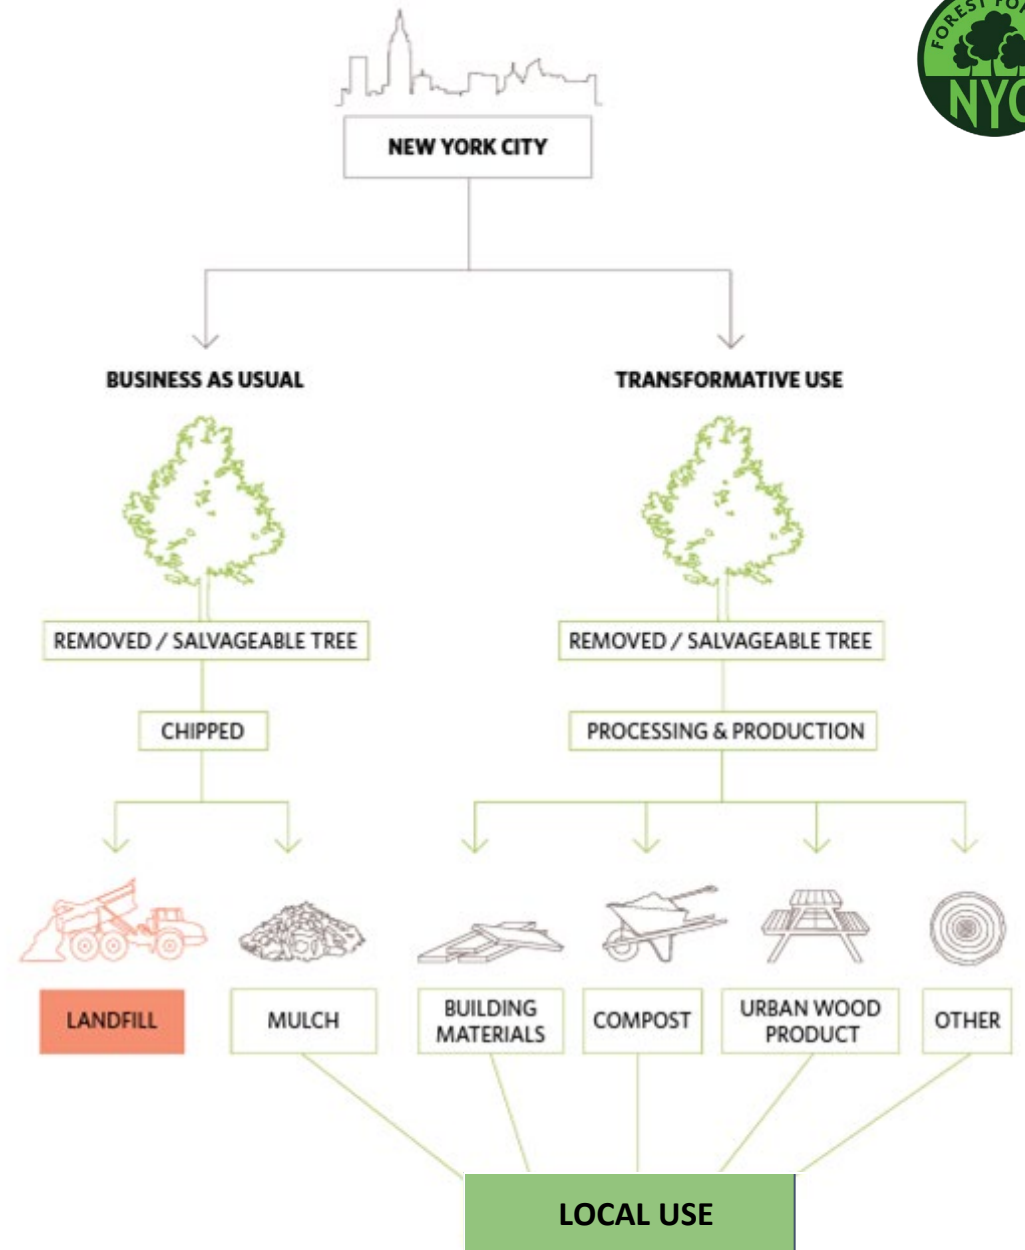 NEW YORK CITY
NYC
BUSINESS AS USUAL
TRANSFORMATIVE USE
REMOVED / SALVAGEABLE TREE
REMOVED / SALVAGEABLE TREE
CHIPPED
PROCESSING & PRODUCTION
LANDFILL
MULCH
BUILDING
MATERIALS
COMPOST
URBAN WOOD
PRODUCT
OTHER
LOCAL USE